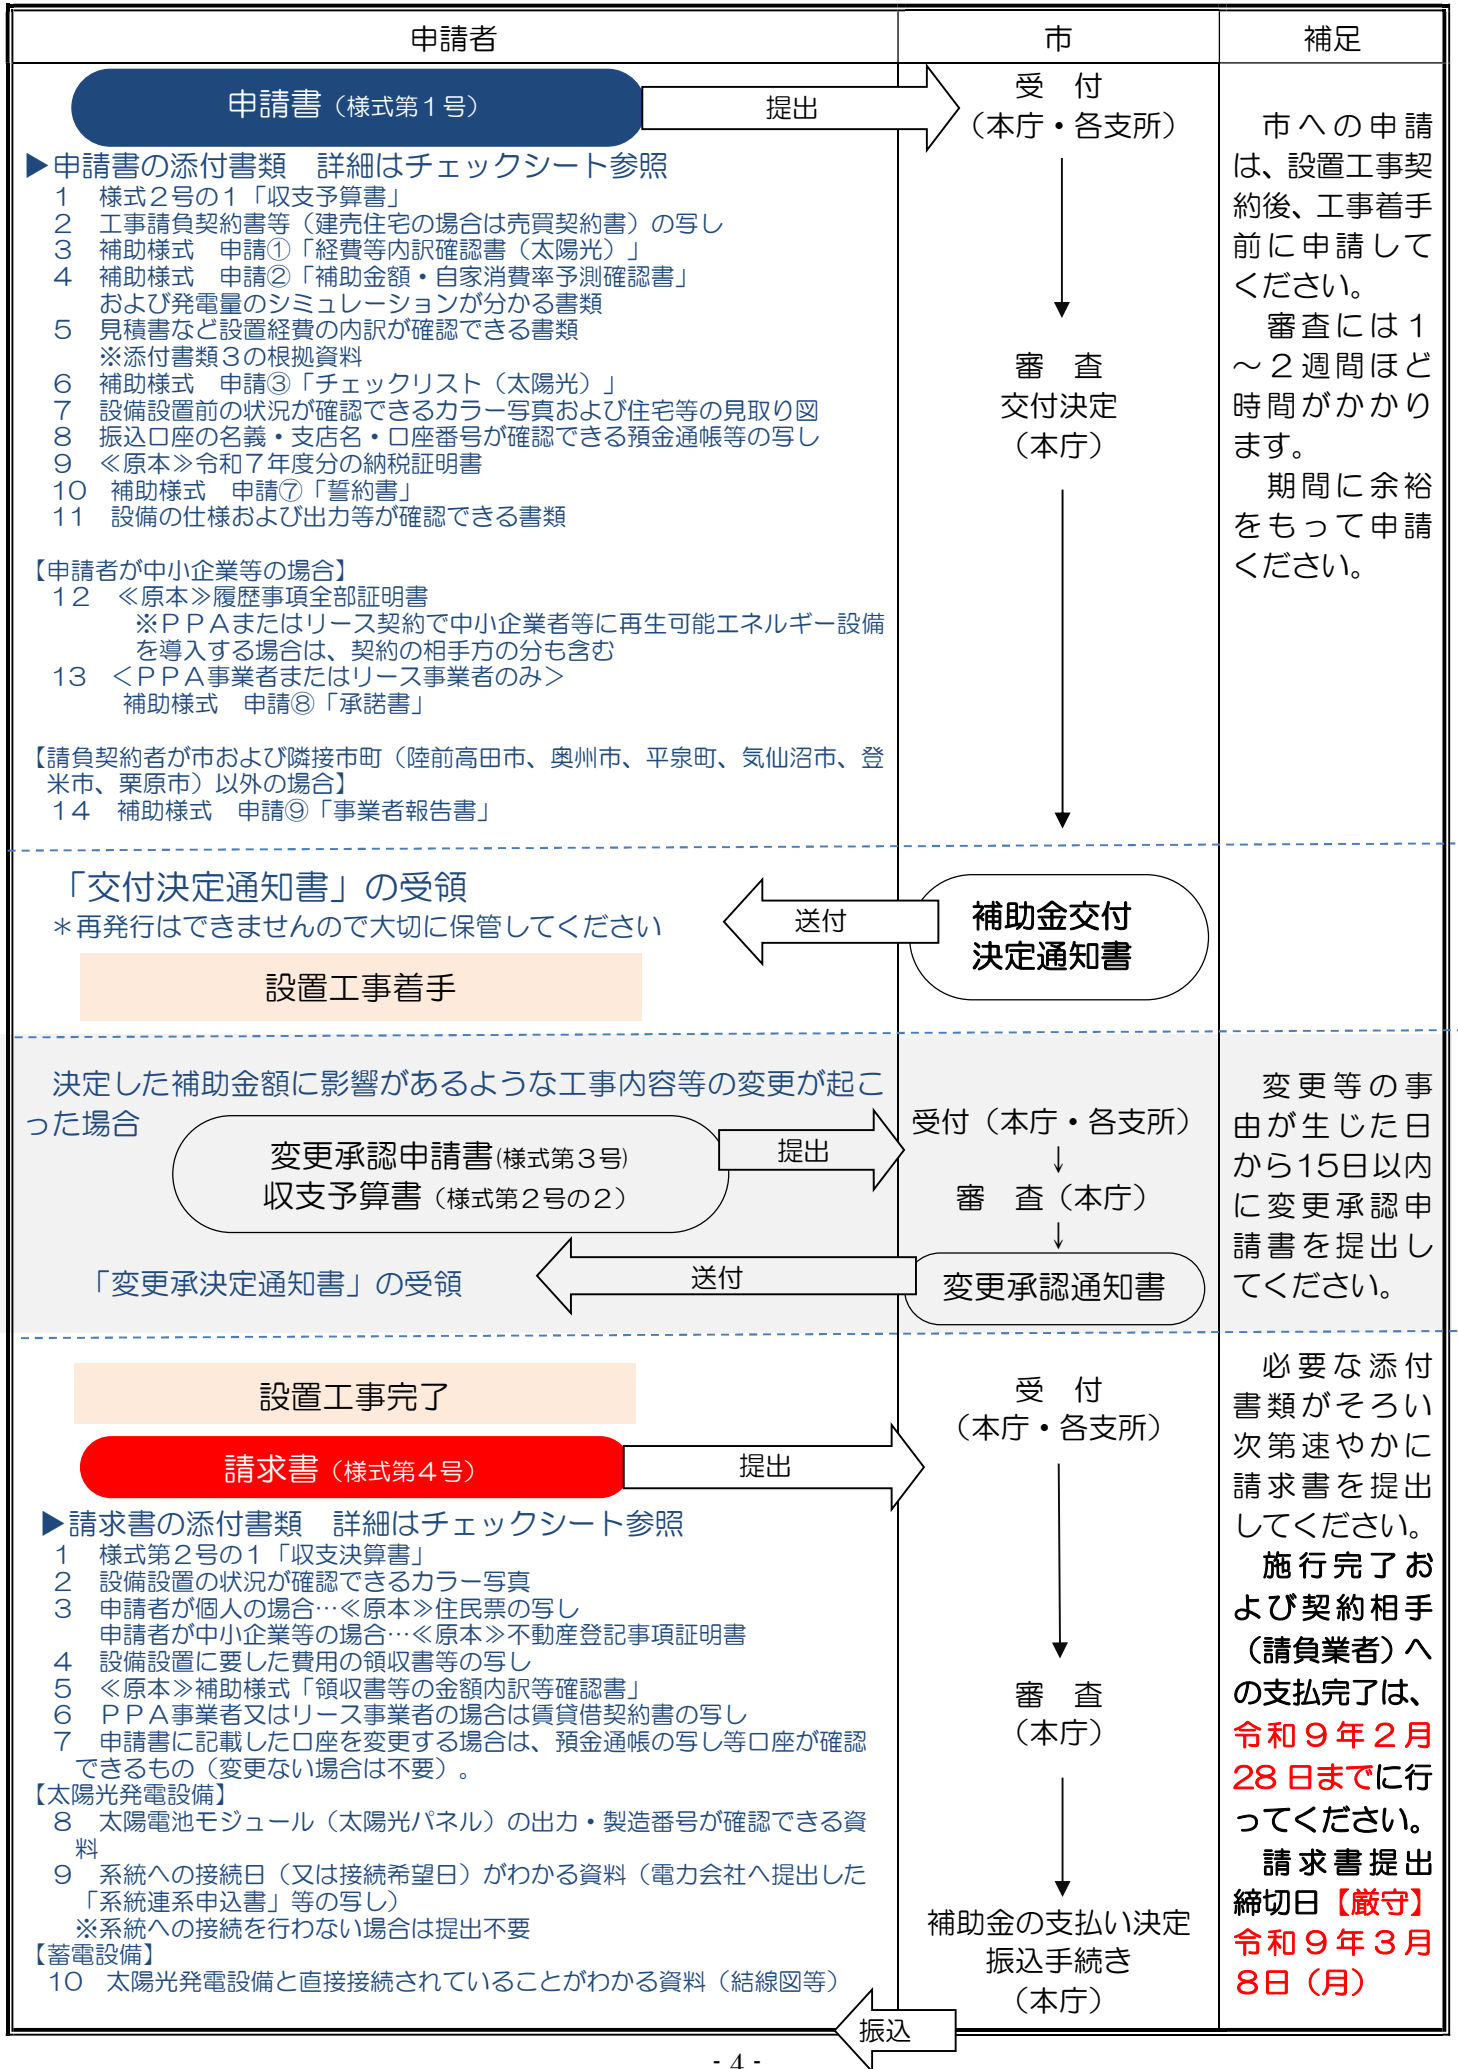 申請者
市
補足
申請書（様式第１号）
提出
受　付
（本庁・各支所）
▶申請書の添付書類　詳細はチェックシート参照
１　様式２号の１「収支予算書」
２　工事請負契約書等（建売住宅の場合は売買契約書）の写し
３　補助様式　申請①「経費等内訳確認書（太陽光）」
４　補助様式　申請②「補助金額・自家消費率予測確認書」
および発電量のシミュレーションが分かる書類
５　見積書など設置経費の内訳が確認できる書類
※添付書類３の根拠資料
６　補助様式　申請③「チェックリスト（太陽光）」
７　設備設置前の状況が確認できるカラー写真および住宅等の見取り図
８　振込口座の名義・支店名・口座番号が確認できる預金通帳等の写し
９　≪原本≫令和７年度分の納税証明書
10　補助様式　申請⑦「誓約書」
11　設備の仕様および出力等が確認できる書類
【申請者が中小企業等の場合】
12　≪原本≫履歴事項全部証明書
※ＰＰＡまたはリース契約で中小企業者等に再生可能エネルギー設備
を導入する場合は、契約の相手方の分も含む
13　＜ＰＰＡ事業者またはリース事業者のみ＞
補助様式　申請⑧「承諾書」
【請負契約者が市および隣接市町（陸前高田市、奥州市、平泉町、気仙沼市、登
米市、栗原市）以外の場合】
14　補助様式　申請⑨「事業者報告書」
審　査
交付決定
（本庁）
市への申請
は、設置工事契
約後、工事着手
前に申請して
ください。
審査には１
～２週間ほど
時間がかかり
ます。
期間に余裕
をもって申請
ください。
「交付決定通知書」の受領
＊再発行はできませんので大切に保管してください
送付
補助金交付
決定通知書
設置工事着手
決定した補助金額に影響があるような工事内容等の変更が起こ
った場合
変更承認申請書(様式第３号)
収支予算書（様式第２号の２）
提出
受付（本庁・各支所）
↓
審　査（本庁）
↓
変更承認通知書
送付
「変更承決定通知書」の受領
変更等の事
由が生じた日
から15日以内
に変更承認申
請書を提出し
てください。
設置工事完了
請求書（様式第４号）
提出
受　付
（本庁・各支所）
▶請求書の添付書類　詳細はチェックシート参照
１　様式第２号の１「収支決算書」
２　設備設置の状況が確認できるカラー写真
３　申請者が個人の場合…≪原本≫住民票の写し
申請者が中小企業等の場合…≪原本≫不動産登記事項証明書
４　設備設置に要した費用の領収書等の写し
５　≪原本≫補助様式「領収書等の金額内訳等確認書」
６　ＰＰＡ事業者又はリース事業者の場合は賃貸借契約書の写し
７　申請書に記載した口座を変更する場合は、預金通帳の写し等口座が確認
できるもの（変更ない場合は不要）。
【太陽光発電設備】
８　太陽電池モジュール（太陽光パネル）の出力・製造番号が確認できる資
料
９　系統への接続日（又は接続希望日）がわかる資料（電力会社へ提出した
「系統連系申込書」等の写し）
※系統への接続を行わない場合は提出不要
【蓄電設備】
10　太陽光発電設備と直接接続されていることがわかる資料（結線図等）
審　査
（本庁）
補助金の支払い決定
振込手続き
（本庁）
振込
必要な添付
書類がそろい
次第速やかに
請求書を提出
してください。
施行完了お
よび契約相手
（請負業者）へ
の支払完了は、
令和９年２月
28 日までに行
ってください。
請求書提出
締切日【厳守】
令和９年３月
８日（月）
- 4 -